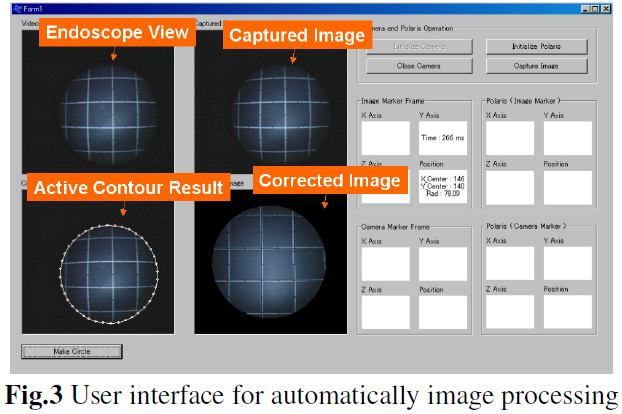 Form1
Video
Endoscope View
Captured
Captured Image
Camera and Polaris Operation
Initialize Camera
Initialize Polaris
Close Camera
Capture Image
Active Contour Result
Image
Corrected Image
Image Marker Frame
X Axis
Y Axis
Time : 266 ms
Z Axis
Position
X_Center : 146
Y_Center : 140
Rad : 78.09
Polaris ( Image Marker )
X Axis
Y Axis
Z Axis
Position
Camera Marker Frame
X Axis
Y Axis
Z Axis
Position
Polaris ( Camera Marker )
X Axis
Y Axis
Z Axis
Position
Make Circle
Fig.3 User interface for automatically image processing